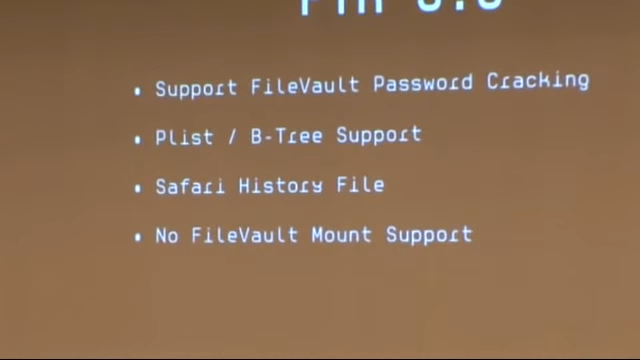 • Support FileVault Password Cracking
• Plist / B-Tree Support
• Safari History File
• No FileVault Mount Support